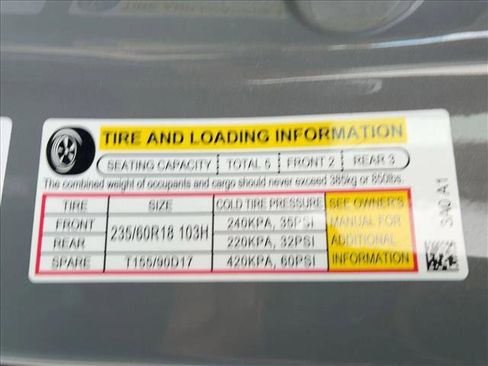 TIRE AND LOADING INFORMATION
SEATING CAPACITY TOTAL 5 FRONT 2 REAR 3
The combined weight of occupants and cargo should never exceed 385kg or 850lbs.
TIRE SIZE COLD TIRE PRESSURE SEE OWNER'S
FRONT 235/60R18 103H 240KPA, 35PSI MANUAL FOR
REAR 220KPA, 32PSI ADDITIONAL
SPARE T155/90D17 420KPA, 60PSI INFORMATION
3A0 A1